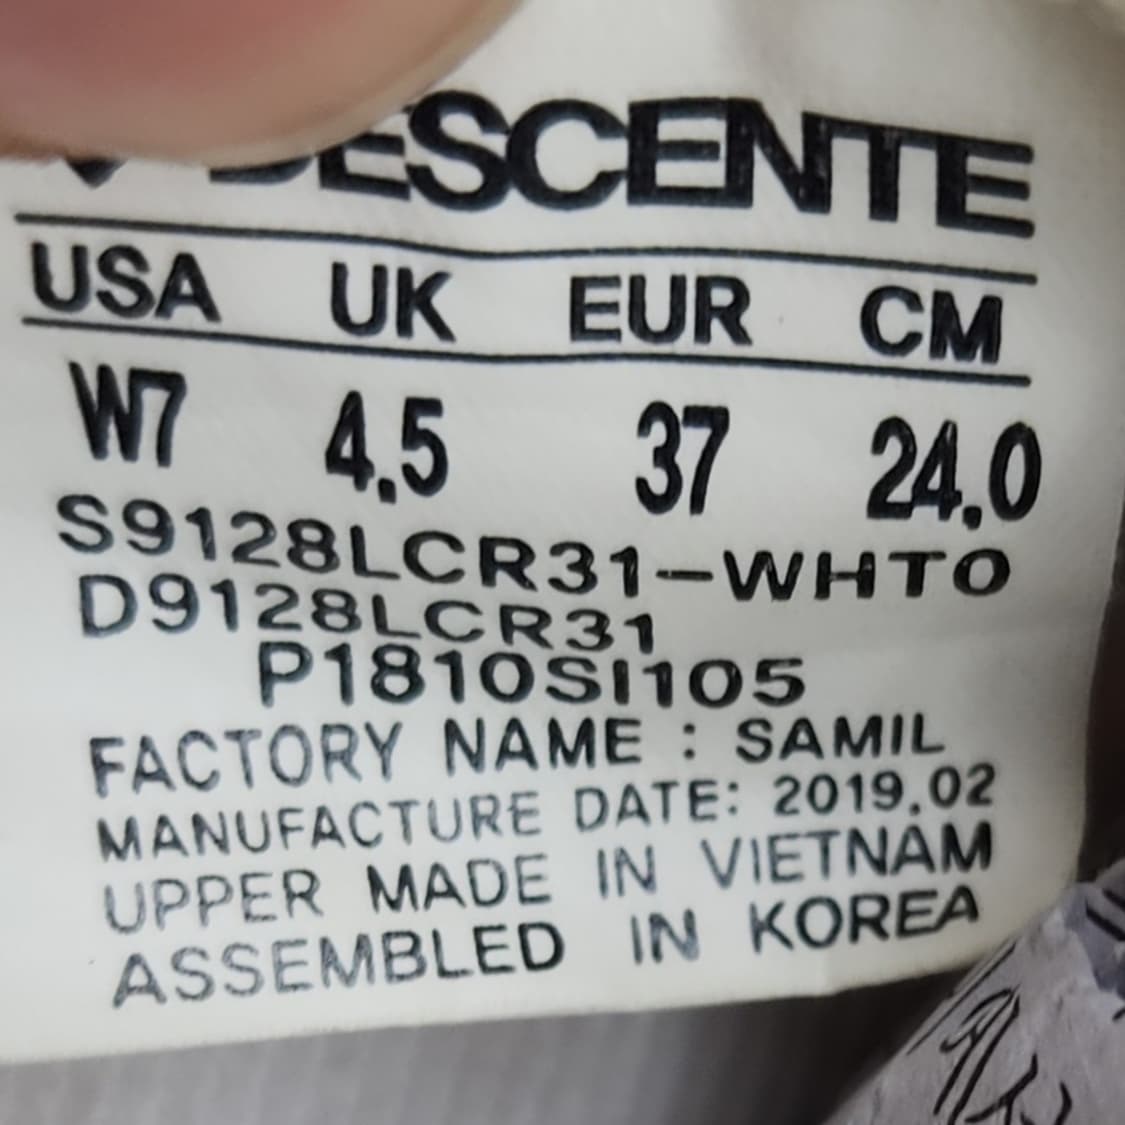 DESCENTE
USA UK EUR CM
W7 4.5 37 24.0
S9128LCR31-WHT0
D9128LCR31
P1810SI105
FACTORY NAME : SAMIL
MANUFACTURE DATE: 2019.02
UPPER MADE IN VIETNAM
ASSEMBLED IN KOREA